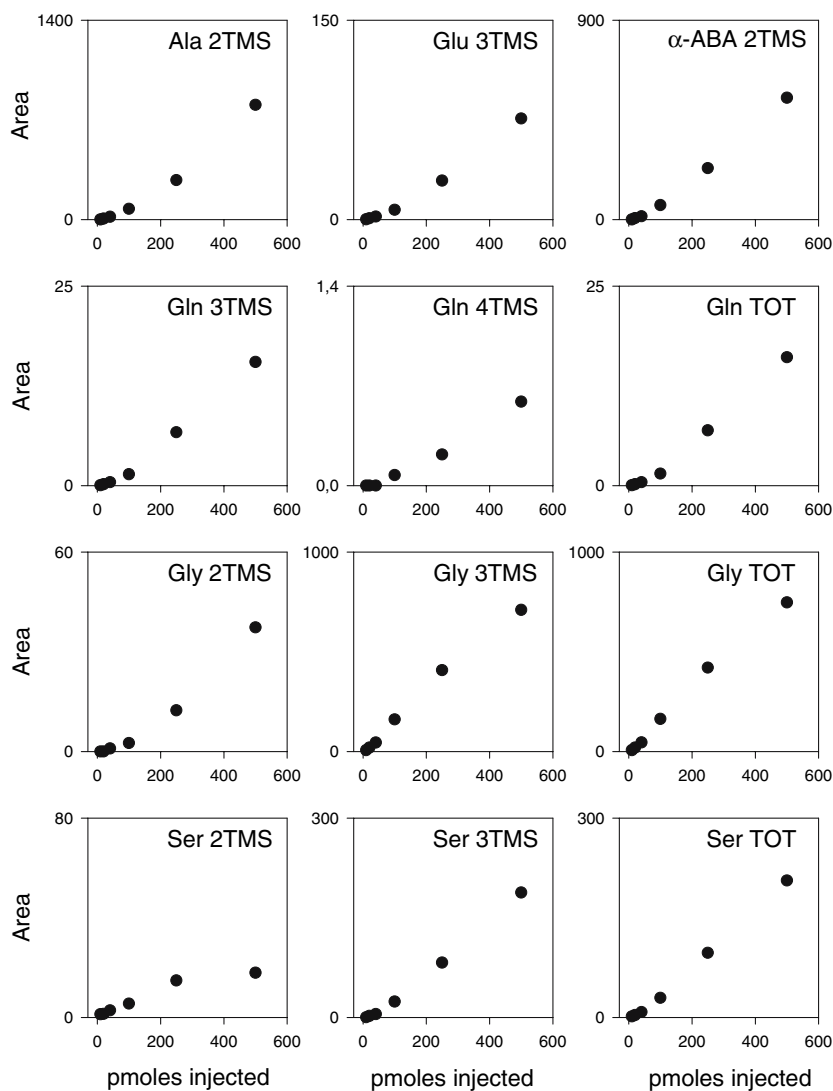 1400
150
900
Ala 2TMS
Glu 3TMS
α-ABA 2TMS
Area
0
0
0
0 200 400 600
0 200 400 600
0 200 400 600
25
1,4
25
Gln 3TMS
Gln 4TMS
Gln TOT
Area
0
0,0
0
0 200 400 600
0 200 400 600
0 200 400 600
60
1000
1000
Gly 2TMS
Gly 3TMS
Gly TOT
Area
0
0
0
0 200 400 600
0 200 400 600
0 200 400 600
80
300
300
Ser 2TMS
Ser 3TMS
Ser TOT
Area
0
0
0
0 200 400 600
0 200 400 600
0 200 400 600
pmoles injected
pmoles injected
pmoles injected